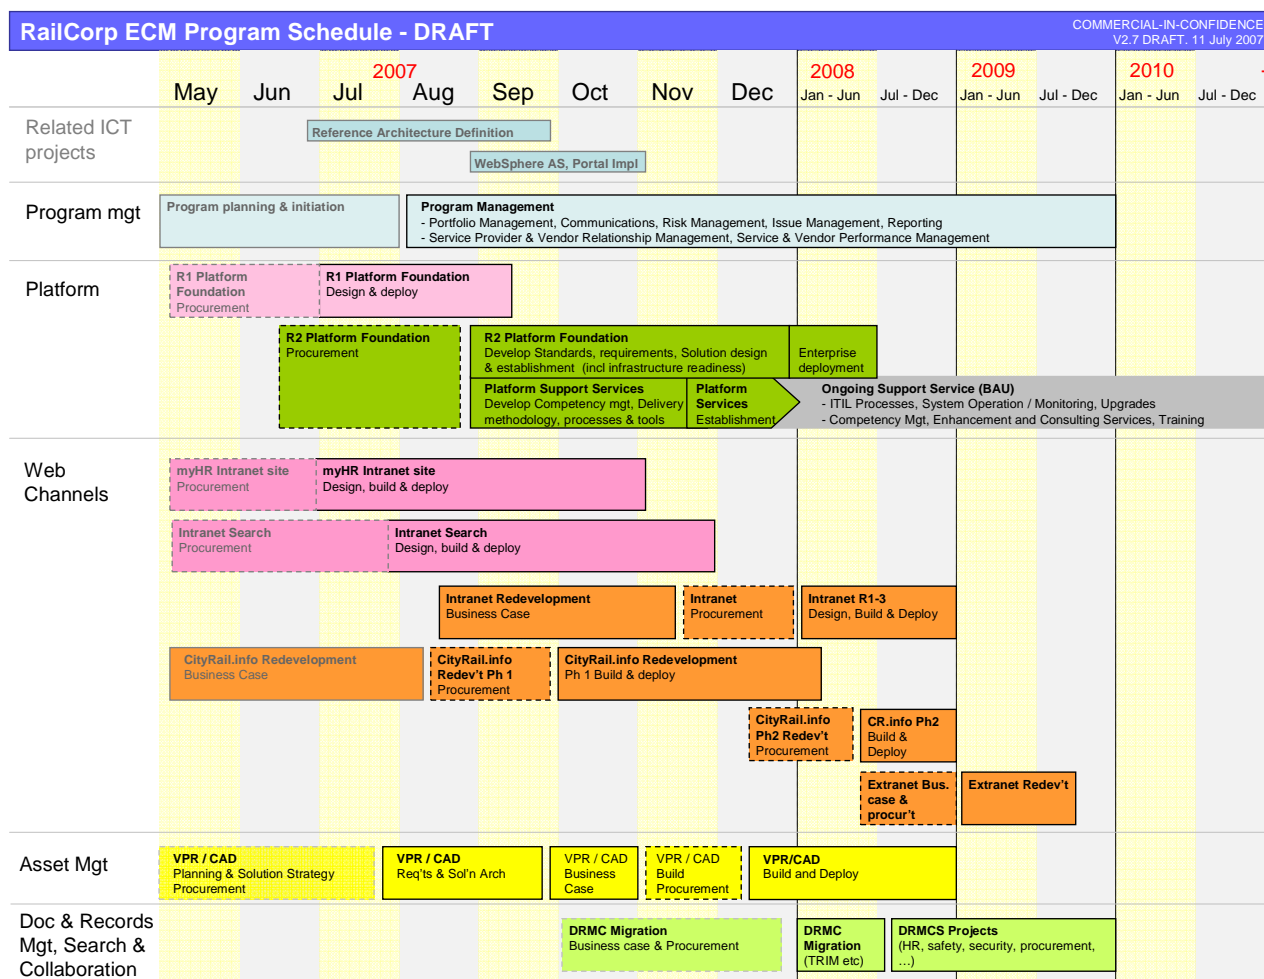 RailCorp ECM Program Schedule - DRAFT
COMMERCIAL-IN-CONFIDENCE
V2.7 DRAFT. 11 July 2007
2007
2008
2009
2010
May Jun Jul Aug Sep Oct Nov Dec
Jan - Jun Jul - Dec Jan - Jun Jul - Dec Jan - Jun Jul - Dec
Related ICT
projects
Reference Architecture Definition
WebSphere AS, Portal Impl
Program mgt
Program planning & initiation
Program Management
- Portfolio Management, Communications, Risk Management, Issue Management, Reporting
- Service Provider & Vendor Relationship Management, Service & Vendor Performance Management
Platform
R1 Platform
Foundation
Procurement
R1 Platform Foundation
Design & deploy
R2 Platform Foundation
Procurement
R2 Platform Foundation
Develop Standards, requirements, Solution design
& establishment (incl infrastructure readiness)
Enterprise
deployment
Platform Support Services
Develop Competency mgt, Delivery
methodology, processes & tools
Platform
Services
Establishment
Ongoing Support Service (BAU)
- ITIL Processes, System Operation / Monitoring, Upgrades
- Competency Mgt, Enhancement and Consulting Services, Training
Web
Channels
myHR Intranet site
Procurement
myHR Intranet site
Design, build & deploy
Intranet Search
Procurement
Intranet Search
Design, build & deploy
Intranet Redevelopment
Business Case
Intranet
Procurement
Intranet R1-3
Design, Build & Deploy
CityRail.info Redevelopment
Business Case
CityRail.info
Redev't Ph 1
Procurement
CityRail.info Redevelopment
Ph 1 Build & deploy
CityRail.info
Ph2 Redev't
Procurement
CR.info Ph2
Build &
Deploy
Extranet Bus.
case &
procur't
Extranet Redev't
Asset Mgt
VPR / CAD
Planning & Solution Strategy
Procurement
VPR / CAD
Req'ts & Sol'n Arch
VPR / CAD
Business
Case
VPR / CAD
Build
Procurement
VPR/CAD
Build and Deploy
Doc & Records
Mgt, Search &
Collaboration
DRMC Migration
Business case & Procurement
DRMC
Migration
(TRIM etc)
DRMCS Projects
(HR, safety, security, procurement,
…)